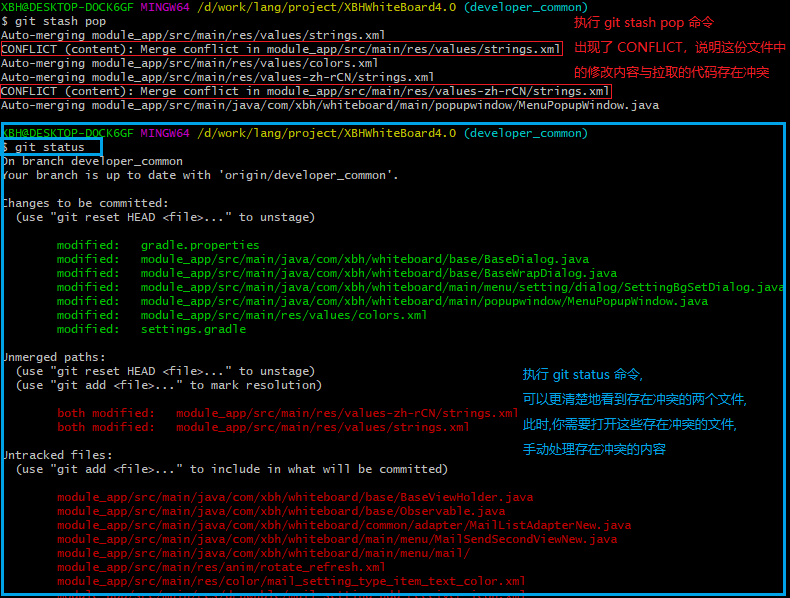 XBH@DESKTOP-DOCK6GF MINGW64 /d/work/lang/project/XBHWhiteBoard4.0 (developer_common)
$ git stash pop
Auto-merging module_app/src/main/res/values/strings.xml
CONFLICT (content): Merge conflict in module_app/src/main/res/values/strings.xml
Auto-merging module_app/src/main/res/values/colors.xml
Auto-merging module_app/src/main/res/values-zh-rCN/strings.xml
CONFLICT (content): Merge conflict in module_app/src/main/res/values-zh-rCN/strings.xml
Auto-merging module_app/src/main/java/com/xbh/whiteboard/main/popupwindow/MenuPopupWindow.java
执行 git stash pop 命令
出现了 CONFLICT，说明这份文件中
的修改内容与拉取的代码存在冲突
XBH@DESKTOP-DOCK6GF MINGW64 /d/work/lang/project/XBHWhiteBoard4.0 (developer_common)
$ git status
On branch developer_common
Your branch is up to date with 'origin/developer_common'.
Changes to be committed:
(use "git reset HEAD <file>..." to unstage)
modified: gradle.properties
modified: module_app/src/main/java/com/xbh/whiteboard/base/BaseDialog.java
modified: module_app/src/main/java/com/xbh/whiteboard/base/BaseWrapDialog.java
modified: module_app/src/main/java/com/xbh/whiteboard/main/menu/setting/dialog/SettingBgSetDialog.java
modified: module_app/src/main/java/com/xbh/whiteboard/main/popupwindow/MenuPopupWindow.java
modified: module_app/src/main/res/values/colors.xml
modified: settings.gradle
Unmerged paths:
(use "git reset HEAD <file>..." to unstage)
(use "git add <file>..." to mark resolution)
both modified: module_app/src/main/res/values-zh-rCN/strings.xml
both modified: module_app/src/main/res/values/strings.xml
执行 git status 命令,
可以更清楚地看到存在冲突的两个文件,
此时,你需要打开这些存在冲突的文件,
手动处理存在冲突的内容
Untracked files:
(use "git add <file>..." to include in what will be committed)
module_app/src/main/java/com/xbh/whiteboard/base/BaseViewHolder.java
module_app/src/main/java/com/xbh/whiteboard/base/Observable.java
module_app/src/main/java/com/xbh/whiteboard/common/adapter/MailListAdapterNew.java
module_app/src/main/java/com/xbh/whiteboard/main/menu/MailSendSecondViewNew.java
module_app/src/main/java/com/xbh/whiteboard/main/menu/mail/
module_app/src/main/res/anim/rotate_refresh.xml
module_app/src/main/res/color/mail_setting_type_item_text_color.xml